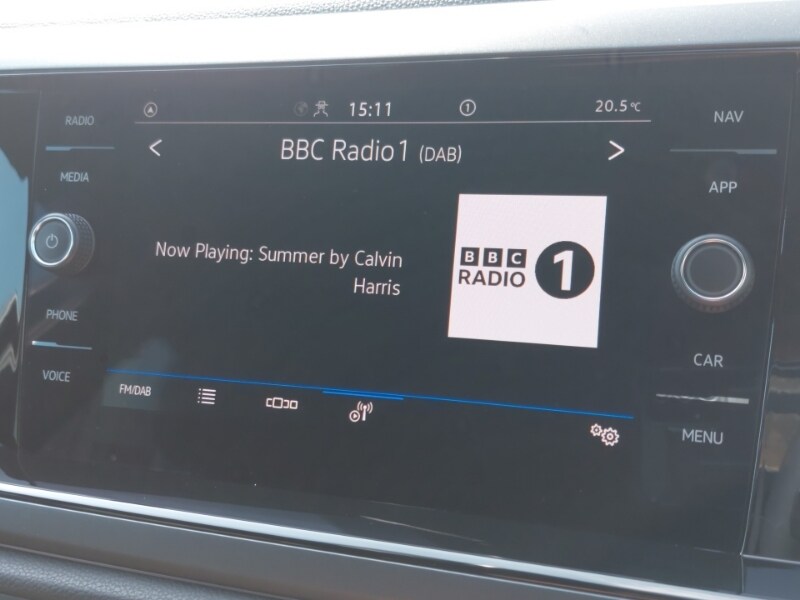 RADIO
MEDIA
PHONE
VOICE
15:11
1
20.5°C
< BBC Radio 1 (DAB) >
Now Playing: Summer by Calvin
Harris
BBC
RADIO
1
FM/DAB
NAV
APP
CAR
MENU